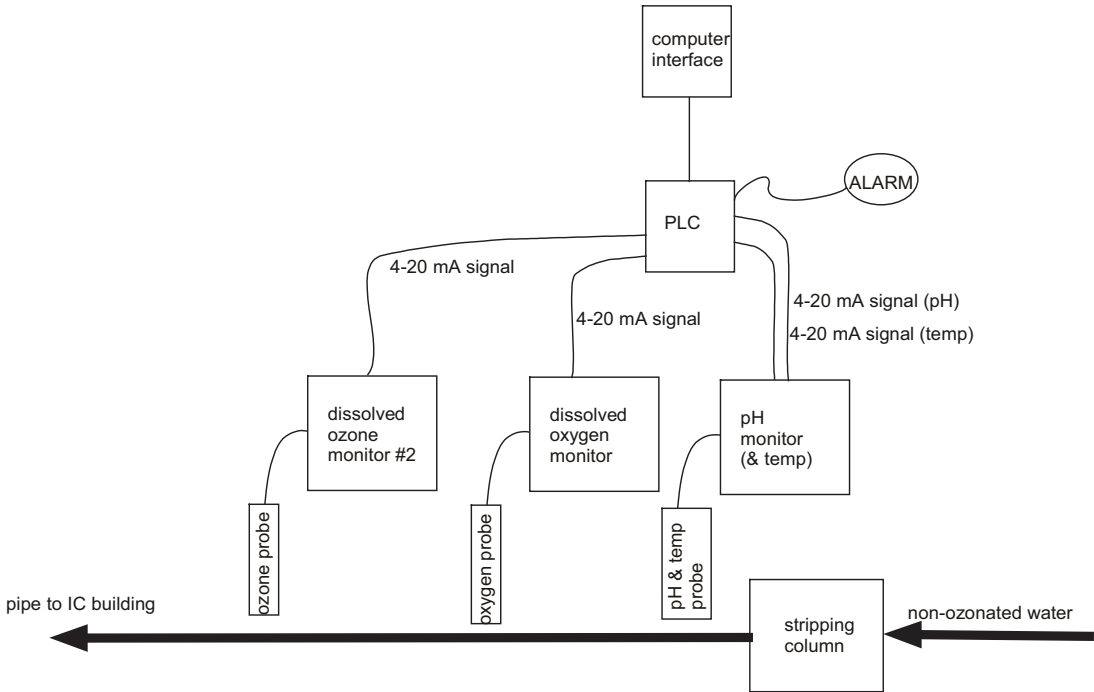 computer
interface
ALARM
PLC
4-20 mA signal
4-20 mA signal
4-20 mA signal (pH)
4-20 mA signal (temp)
dissolved
ozone
monitor #2
dissolved
oxygen
monitor
pH
monitor
(& temp)
ozone probe
oxygen probe
pH & temp
probe
pipe to IC building
stripping
column
non-ozonated water